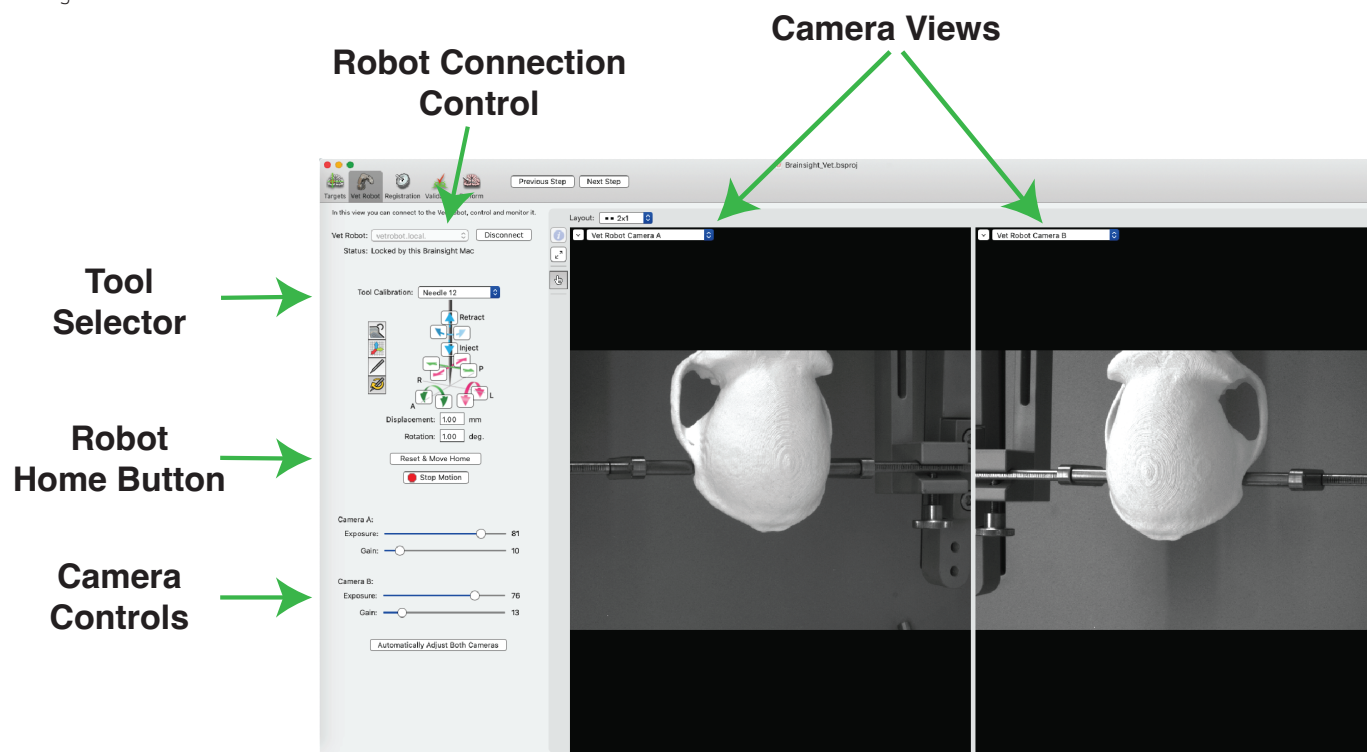 Camera Views
Robot Connection
Control
Brainsight_Vet.bsproj
Previous Step
Next Step
Targets
Vet Robot
Registration
In this view you can connect to the Vet Robot, control and monitor it.
Vet Robot:
vetrobot.local.
Disconnect
Status: Locked by this Brainsight Mac
Layout:
2x1
Vet Robot Camera A
Vet Robot Camera B
Tool
Selector
Tool Calibration:
Needle 12
Retract
Inject
P
R
L
A
Displacement: 1.00 mm
Rotation: 1.00 deg.
Robot
Home Button
Reset & Move Home
Stop Motion
Camera
Controls
Camera A:
Exposure: 81
Gain: 10
Camera B:
Exposure: 76
Gain: 13
Automatically Adjust Both Cameras